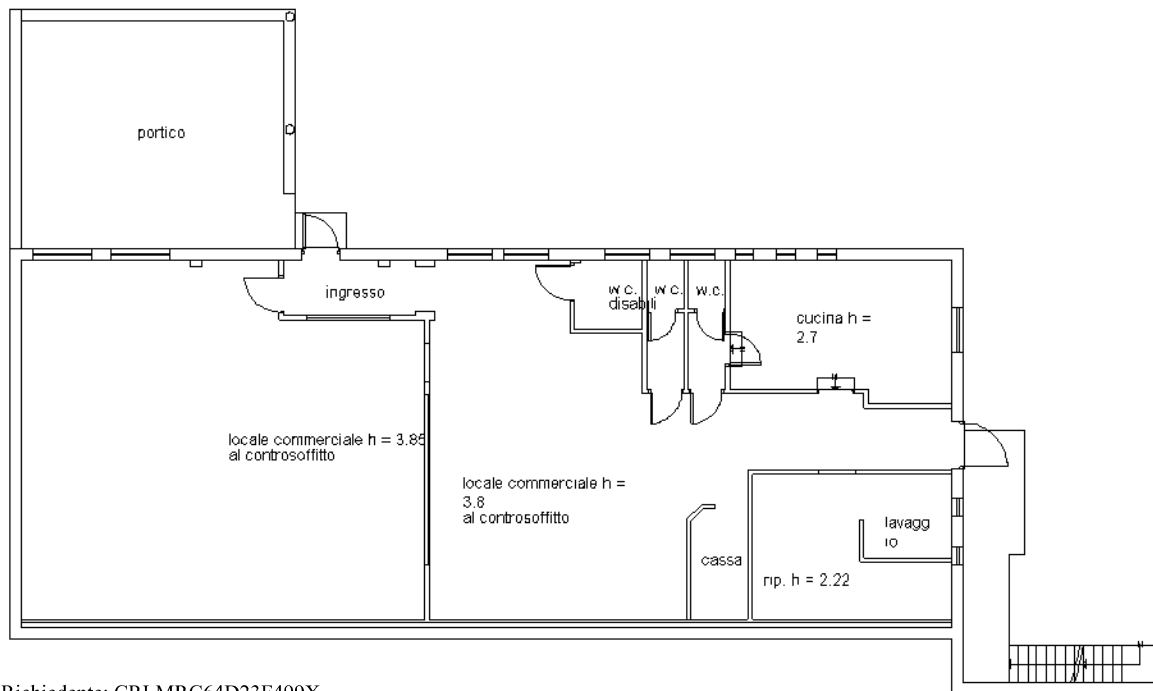 portico
ingresso
w c.
disabili
w c.
w.c.
cucina h =
2.7
locale commerciale h = 3.85
al controsoffitto
locale commerciale h =
3.8
al controsoffitto
lavagg
io
cassa
rip. h = 2.22